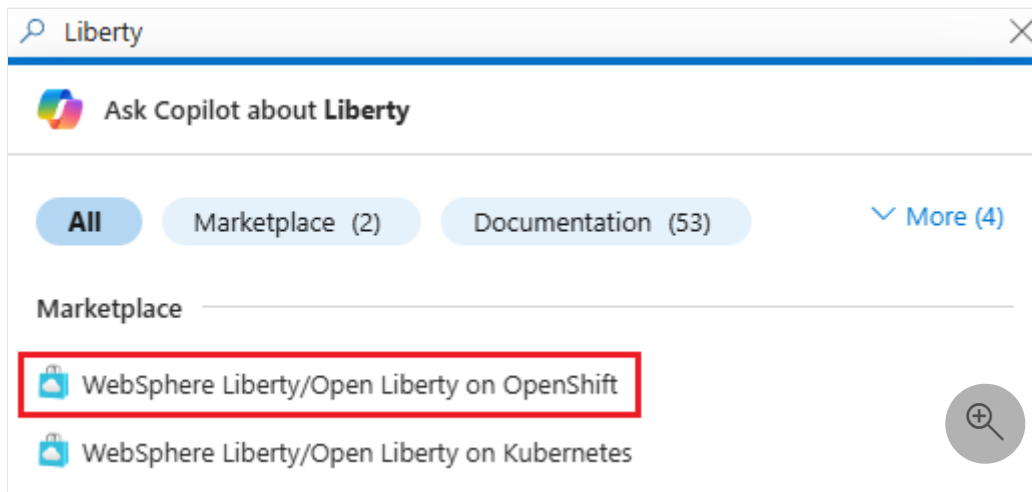 Liberty
Ask Copilot about Liberty
All Marketplace (2) Documentation (53) More (4)
Marketplace
WebSphere Liberty/Open Liberty on OpenShift
WebSphere Liberty/Open Liberty on Kubernetes